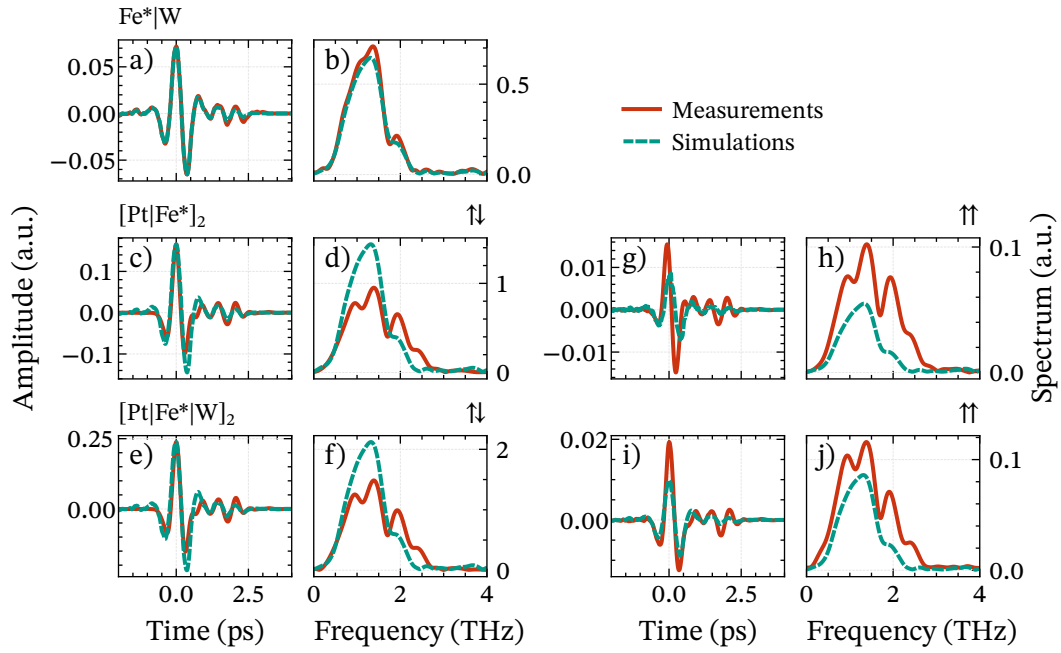 Fe*|W
a)
b)
0.05
0.00
−0.05
0.5
0.0
Measurements
Simulations
[Pt|Fe*]₂
⇅
⇈
c)
d)
g)
h)
0.1
0.0
−0.1
1
0
0.01
0.00
−0.01
0.1
0.0
[Pt|Fe*|W]₂
⇅
⇈
e)
f)
i)
j)
0.25
0.00
2
0
0.02
0.00
0.1
0.0
0.0 2.5
0 2 4
0.0 2.5
0 2 4
Time (ps)
Frequency (THz)
Time (ps)
Frequency (THz)
Amplitude (a.u.)
Spectrum (a.u.)